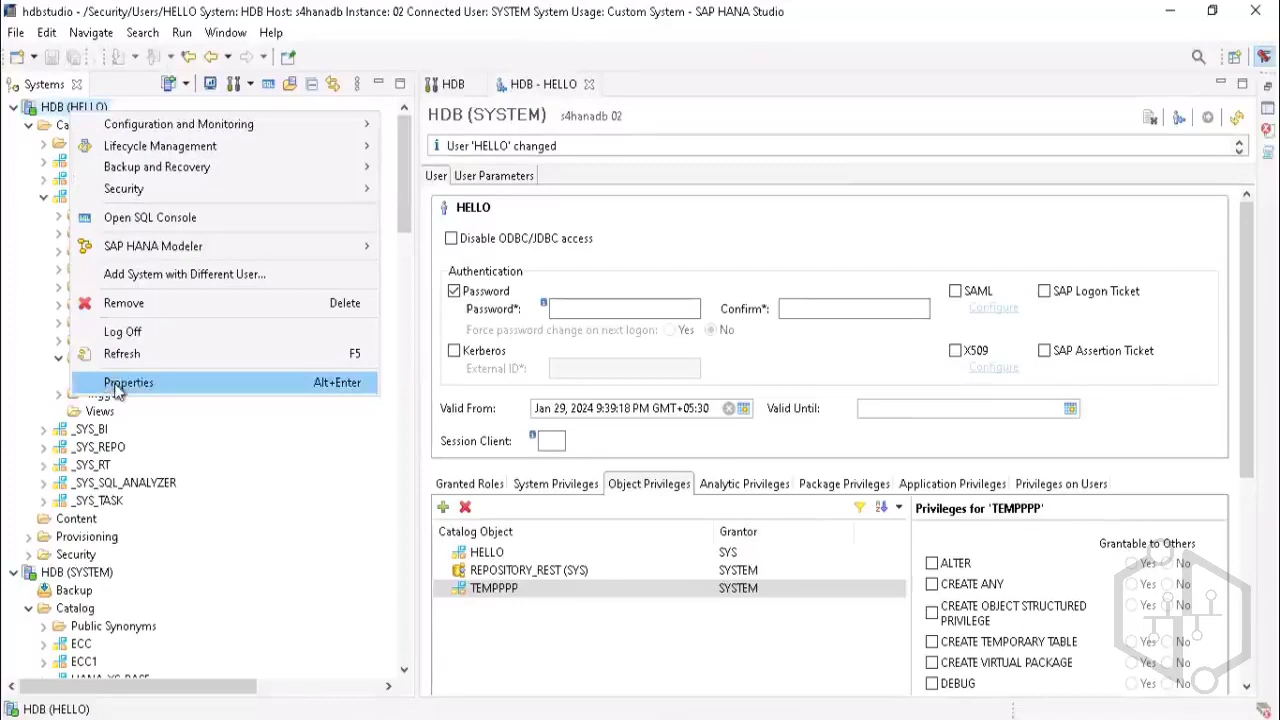 hdbstudio - /Security/Users/HELLO System: HDB Host: s4hanadb Instance: 02 Connected User: SYSTEM System Usage: Custom System - SAP HANA Studio
File Edit Navigate Search Run Window Help
Systems
HDB HDB - HELLO
HDB (HELLO)
Ca
Configuration and Monitoring
Lifecycle Management
Backup and Recovery
Security
Open SQL Console
SAP HANA Modeler
Add System with Different User...
Remove Delete
Log Off
Refresh F5
Properties Alt+Enter
Views
_SYS_BI
_SYS_REPO
_SYS_RT
_SYS_SQL_ANALYZER
_SYS_TASK
Content
Provisioning
Security
HDB (SYSTEM)
Backup
Catalog
Public Synonyms
ECC
ECC1
HDB (SYSTEM) s4hanadb 02
User 'HELLO' changed
User User Parameters
HELLO
Disable ODBC/JDBC access
Authentication
Password SAML SAP Logon Ticket
Password*: Confirm*: Configure
Force password change on next logon: Yes No
Kerberos X509 SAP Assertion Ticket
External ID*: Configure
Valid From: Jan 29, 2024 9:39:18 PM GMT+05:30 Valid Until:
Session Client:
Granted Roles System Privileges Object Privileges Analytic Privileges Package Privileges Application Privileges Privileges on Users
Catalog Object Grantor
HELLO SYS
REPOSITORY_REST (SYS) SYSTEM
TEMPPPP SYSTEM
Privileges for 'TEMPPPP'
Grantable to Others
ALTER Yes No
CREATE ANY Yes No
CREATE OBJECT STRUCTURED PRIVILEGE Yes No
CREATE TEMPORARY TABLE Yes No
CREATE VIRTUAL PACKAGE Yes No
DEBUG Yes No
HDB (HELLO)